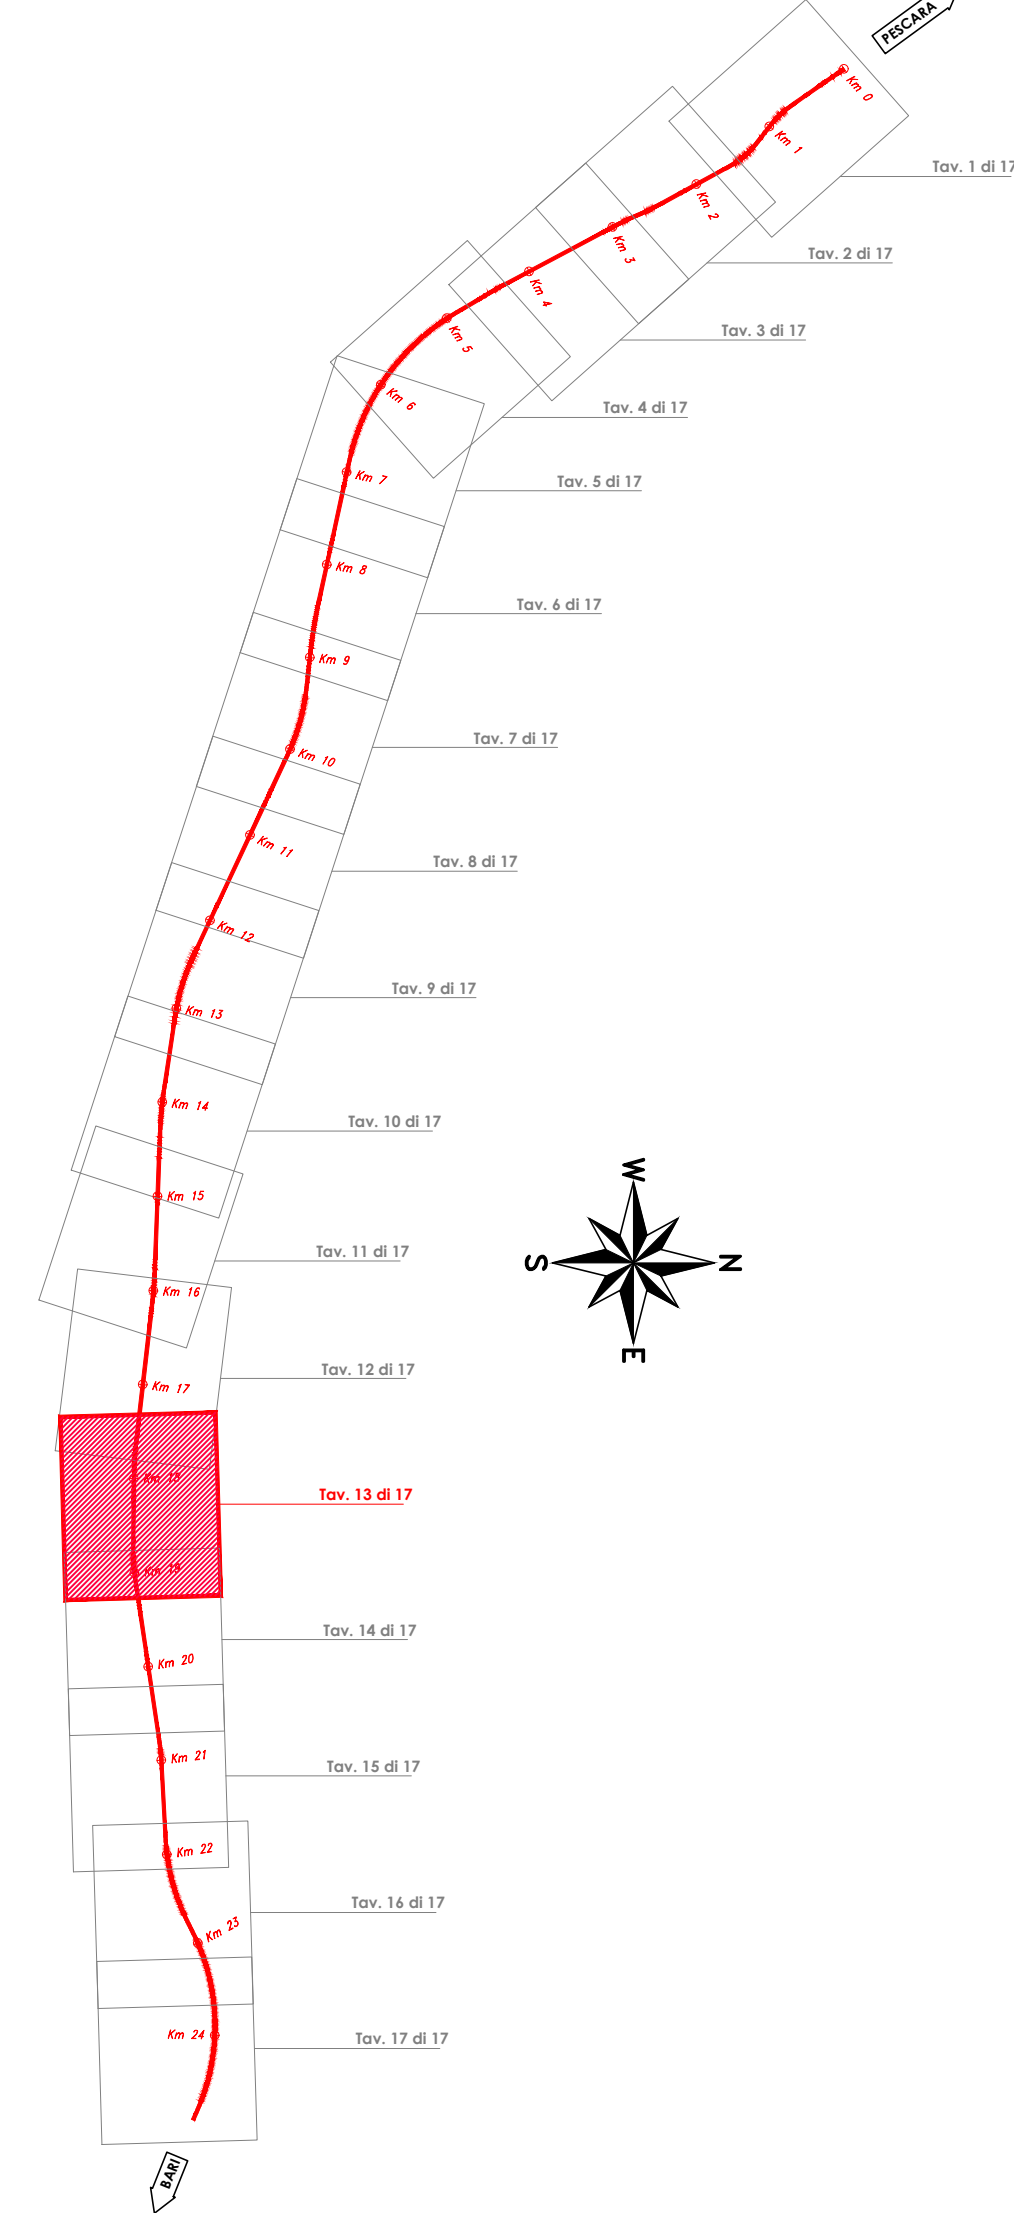 PESCARA
Km 0
Km 1
Tav. 1 di 17
Km 2
Km 3
Tav. 2 di 17
Km 4
Km 5
Tav. 3 di 17
Km 6
Tav. 4 di 17
Km 7
Tav. 5 di 17
Km 8
Tav. 6 di 17
Km 9
Tav. 7 di 17
Km 10
Km 11
Tav. 8 di 17
Km 12
Tav. 9 di 17
Km 13
Km 14
Tav. 10 di 17
W
Km 15
Tav. 11 di 17
S
N
Km 16
E
Tav. 12 di 17
Km 17
Km 18
Tav. 13 di 17
Km 19
Tav. 14 di 17
Km 20
Km 21
Tav. 15 di 17
Km 22
Tav. 16 di 17
Km 23
Km 24
Tav. 17 di 17
BARI